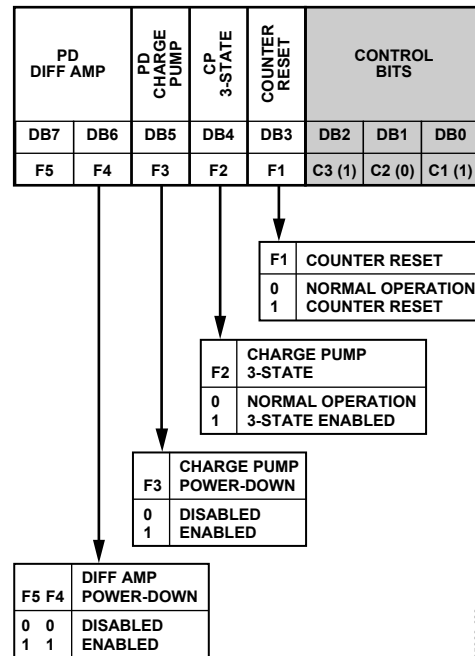 PD DIFF AMP
PD CHARGE PUMP
CP 3-STATE
COUNTER RESET
CONTROL BITS
DB7 DB6 DB5 DB4 DB3 DB2 DB1 DB0
F5 F4 F3 F2 F1 C3 (1) C2 (0) C1 (1)
F1 COUNTER RESET
0 NORMAL OPERATION
1 COUNTER RESET
CHARGE PUMP
F2 3-STATE
0 NORMAL OPERATION
1 3-STATE ENABLED
CHARGE PUMP
F3 POWER-DOWN
0 DISABLED
1 ENABLED
DIFF AMP
F5 F4 POWER-DOWN
0 0 DISABLED
1 1 ENABLED